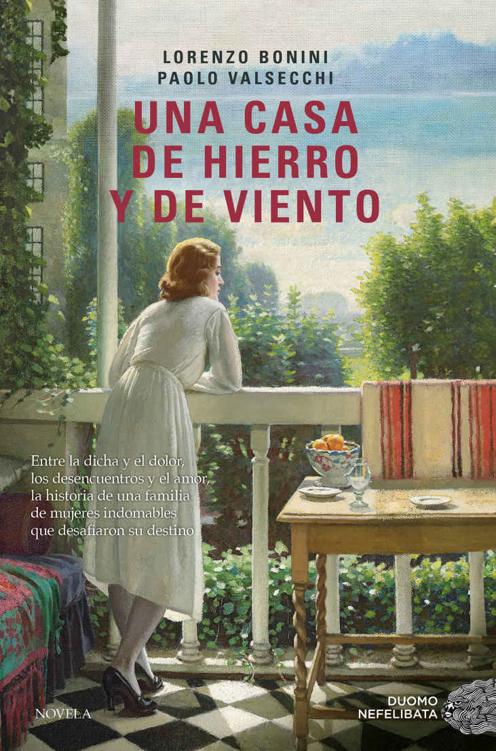 LORENZO BONINI
PAOLO VALSECCHI
UNA CASA
DE HIERRO
Y DE VIENTO
Entre la dicha y el dolor,
los desencuentros y el amor,
la historia de una familia
de mujeres indomables
que desafiaron su destino
NOVELA
DUOMO
NEFELIBATA